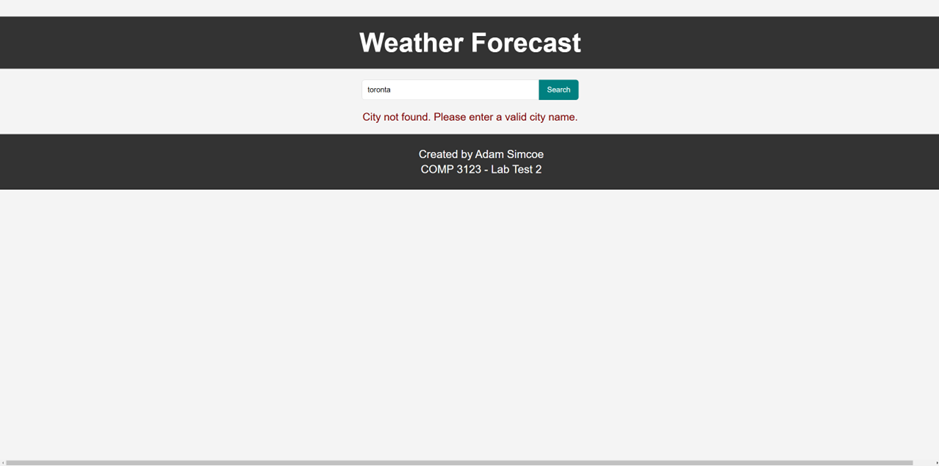 Weather Forecast
toronta
Search
City not found. Please enter a valid city name.
Created by Adam Simcoe
COMP 3123 - Lab Test 2